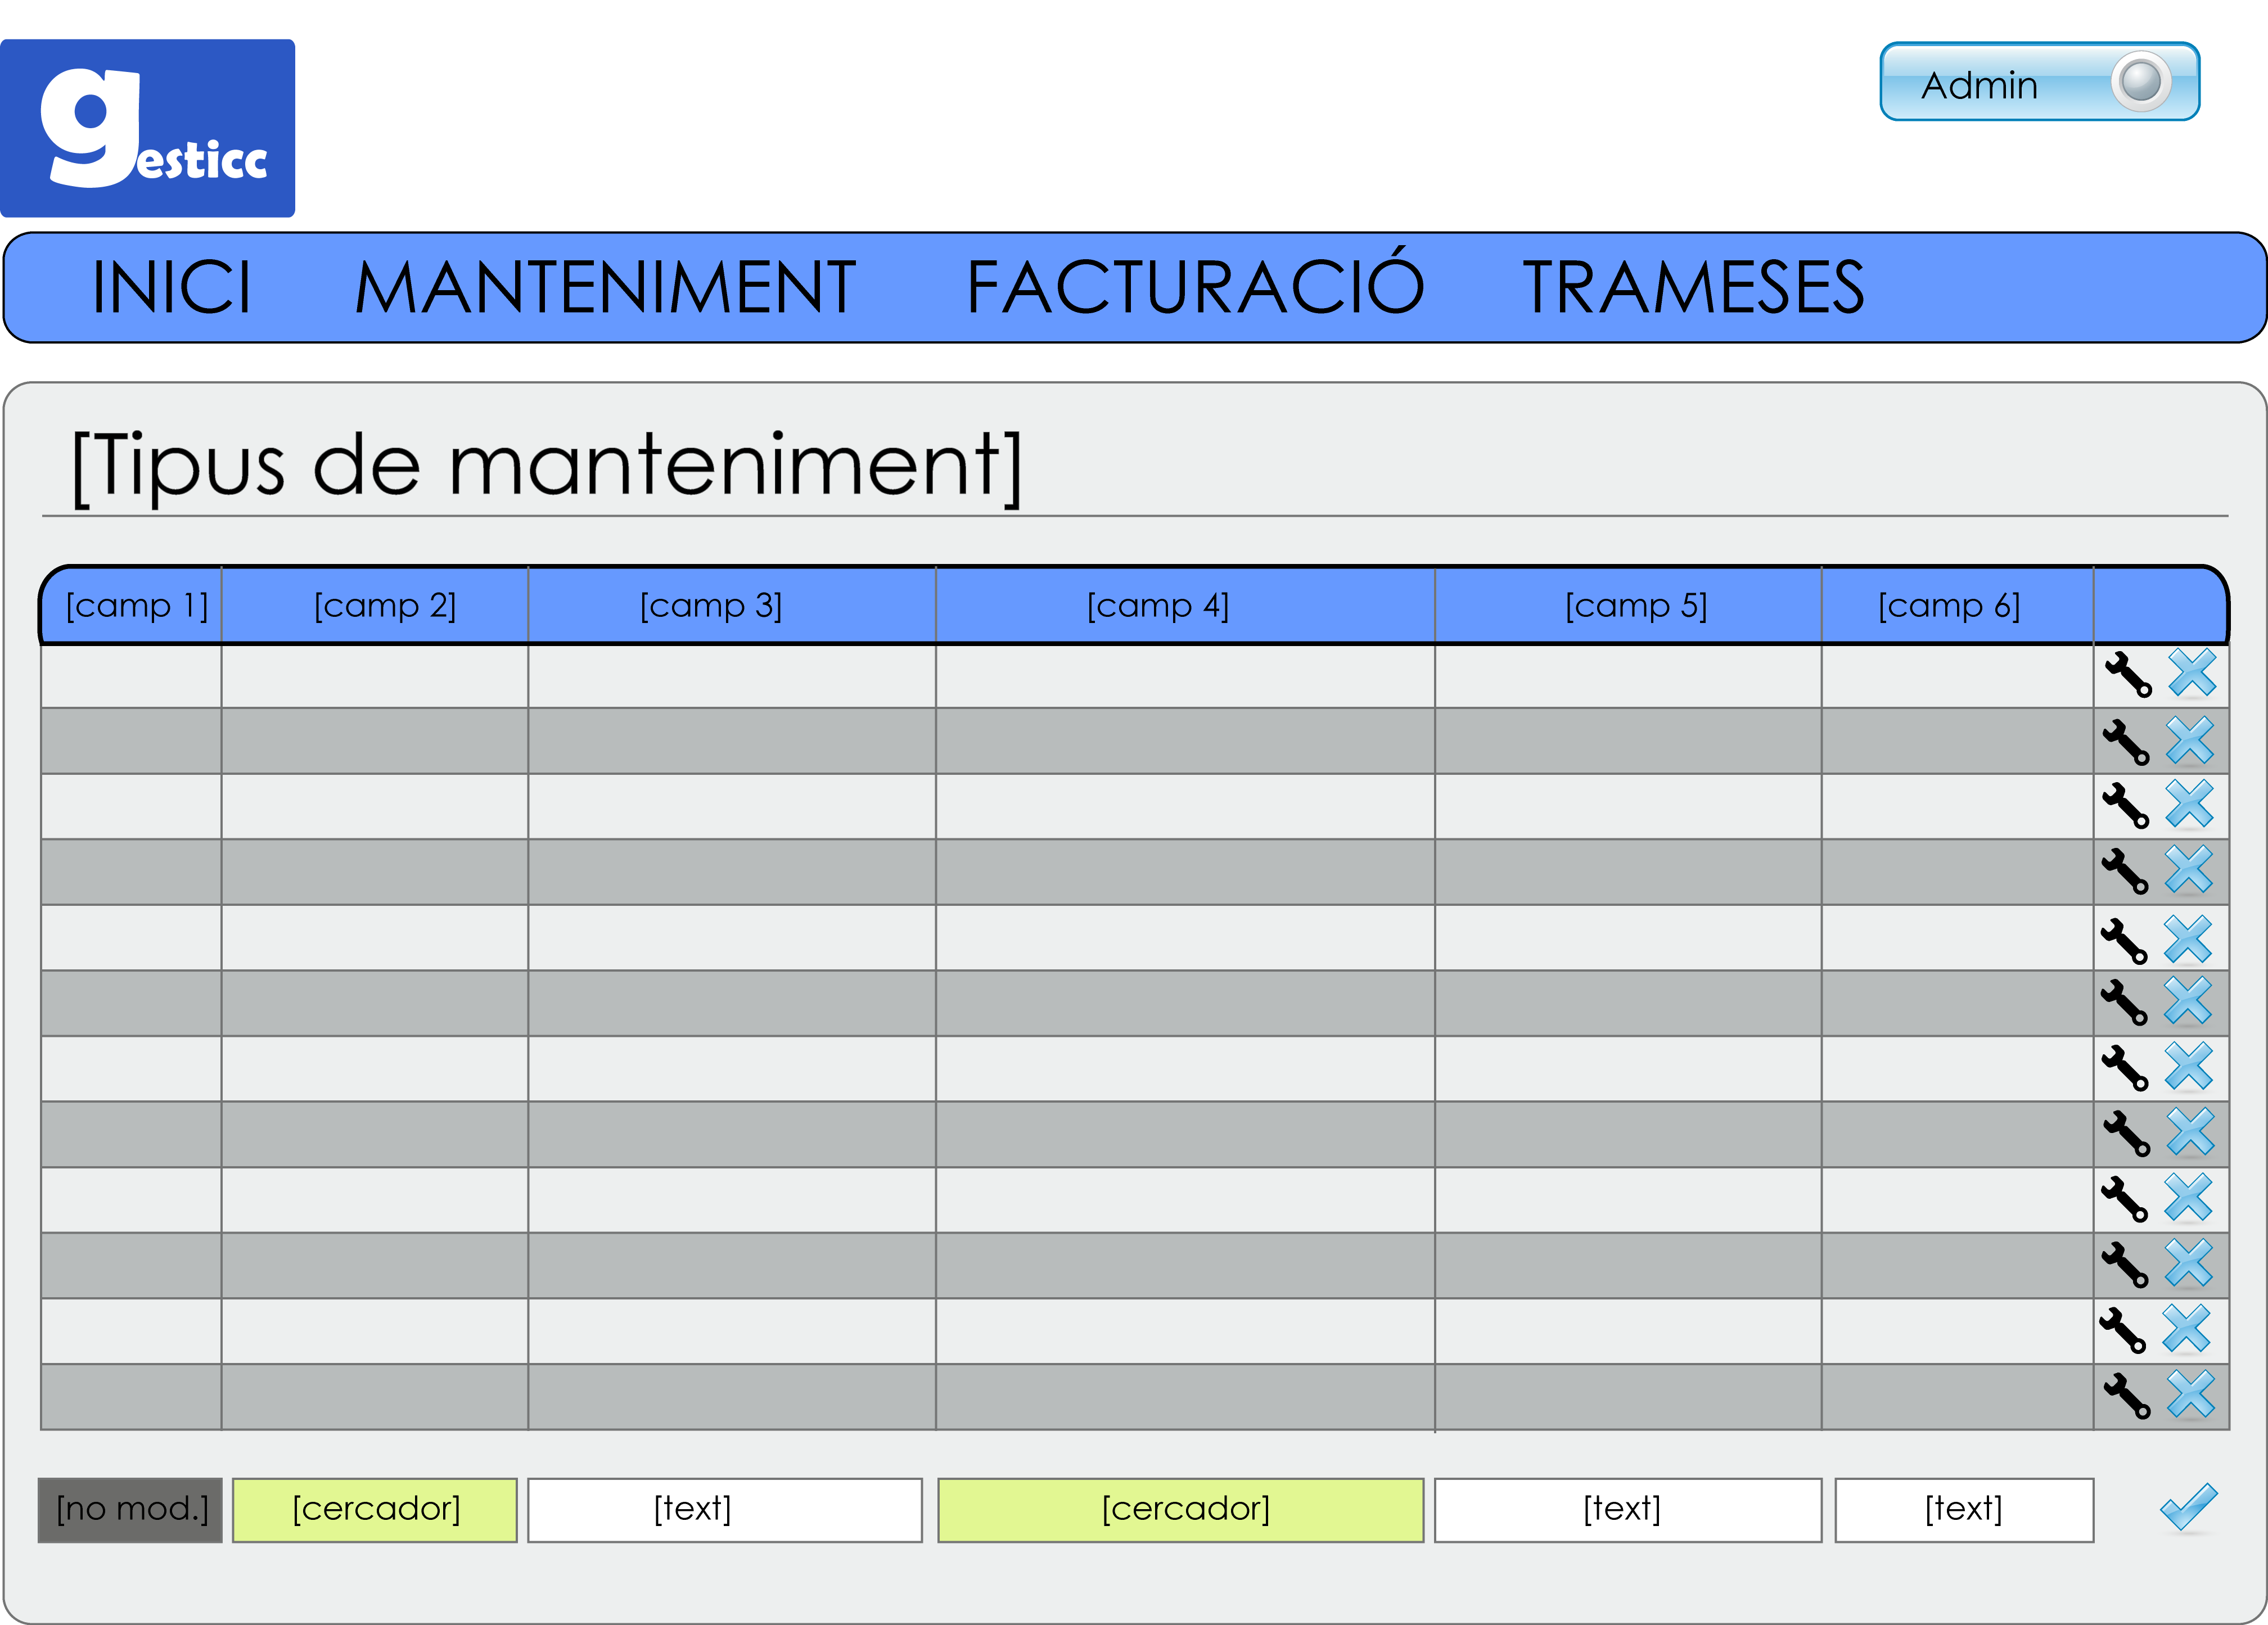 gesticc
Admin
INICI MANTENIMENT FACTURACIÓ TRAMESES
[Tipus de manteniment]
[camp 1] [camp 2] [camp 3] [camp 4] [camp 5] [camp 6]
[no mod.] [cercador] [text] [cercador] [text] [text]